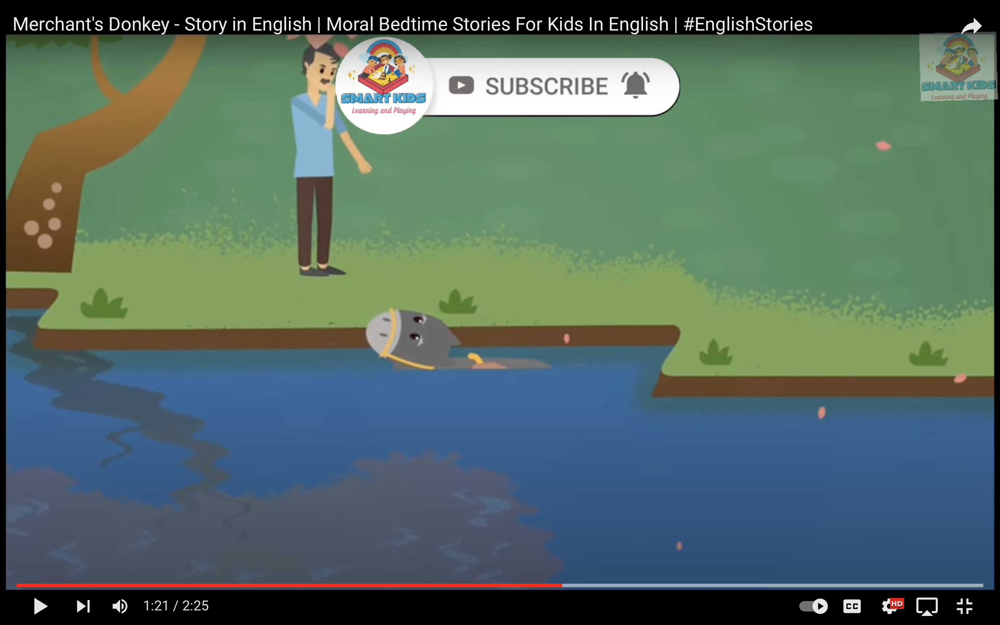 Merchant's Donkey - Story in English | Moral Bedtime Stories For Kids In English | #EnglishStories
SMART KIDS
Learning and Playing
SUBSCRIBE
SMART KIDS
Learning and Playing
1:21 / 2:25
CC
HD